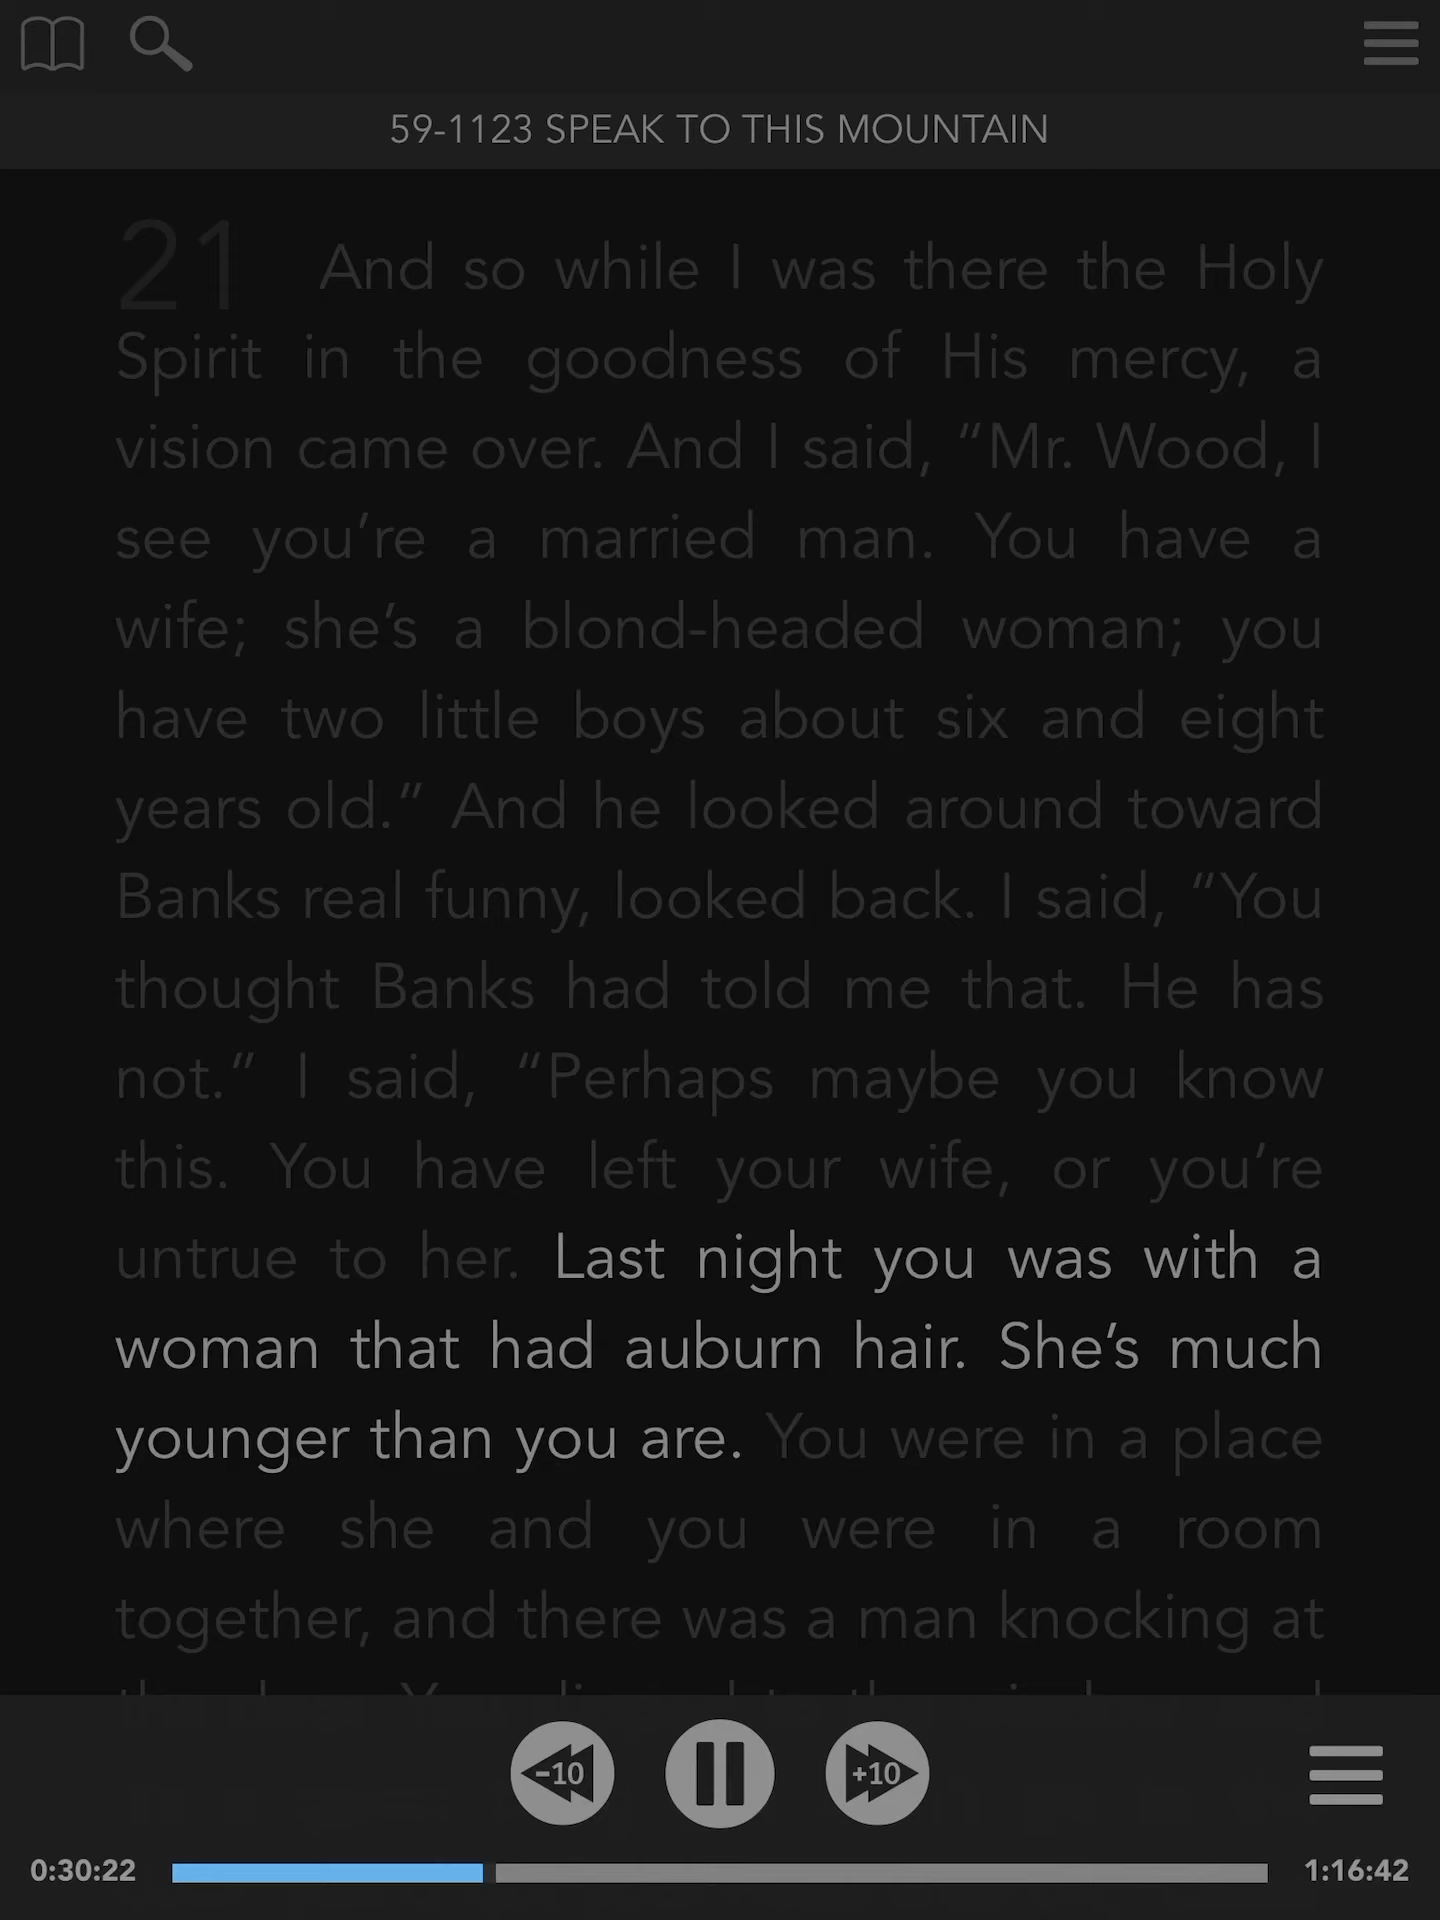 59-1123 SPEAK TO THIS MOUNTAIN
21 And so while I was there the Holy
Spirit in the goodness of His mercy, a
vision came over. And I said, “Mr. Wood, I
see you’re a married man. You have a
wife; she’s a blond-headed woman; you
have two little boys about six and eight
years old.” And he looked around toward
Banks real funny, looked back. I said, “You
thought Banks had told me that. He has
not.” I said, “Perhaps maybe you know
this. You have left your wife, or you’re
untrue to her. Last night you was with a
woman that had auburn hair. She’s much
younger than you are. You were in a place
where she and you were in a room
together, and there was a man knocking at
-10
+10
0:30:22
1:16:42